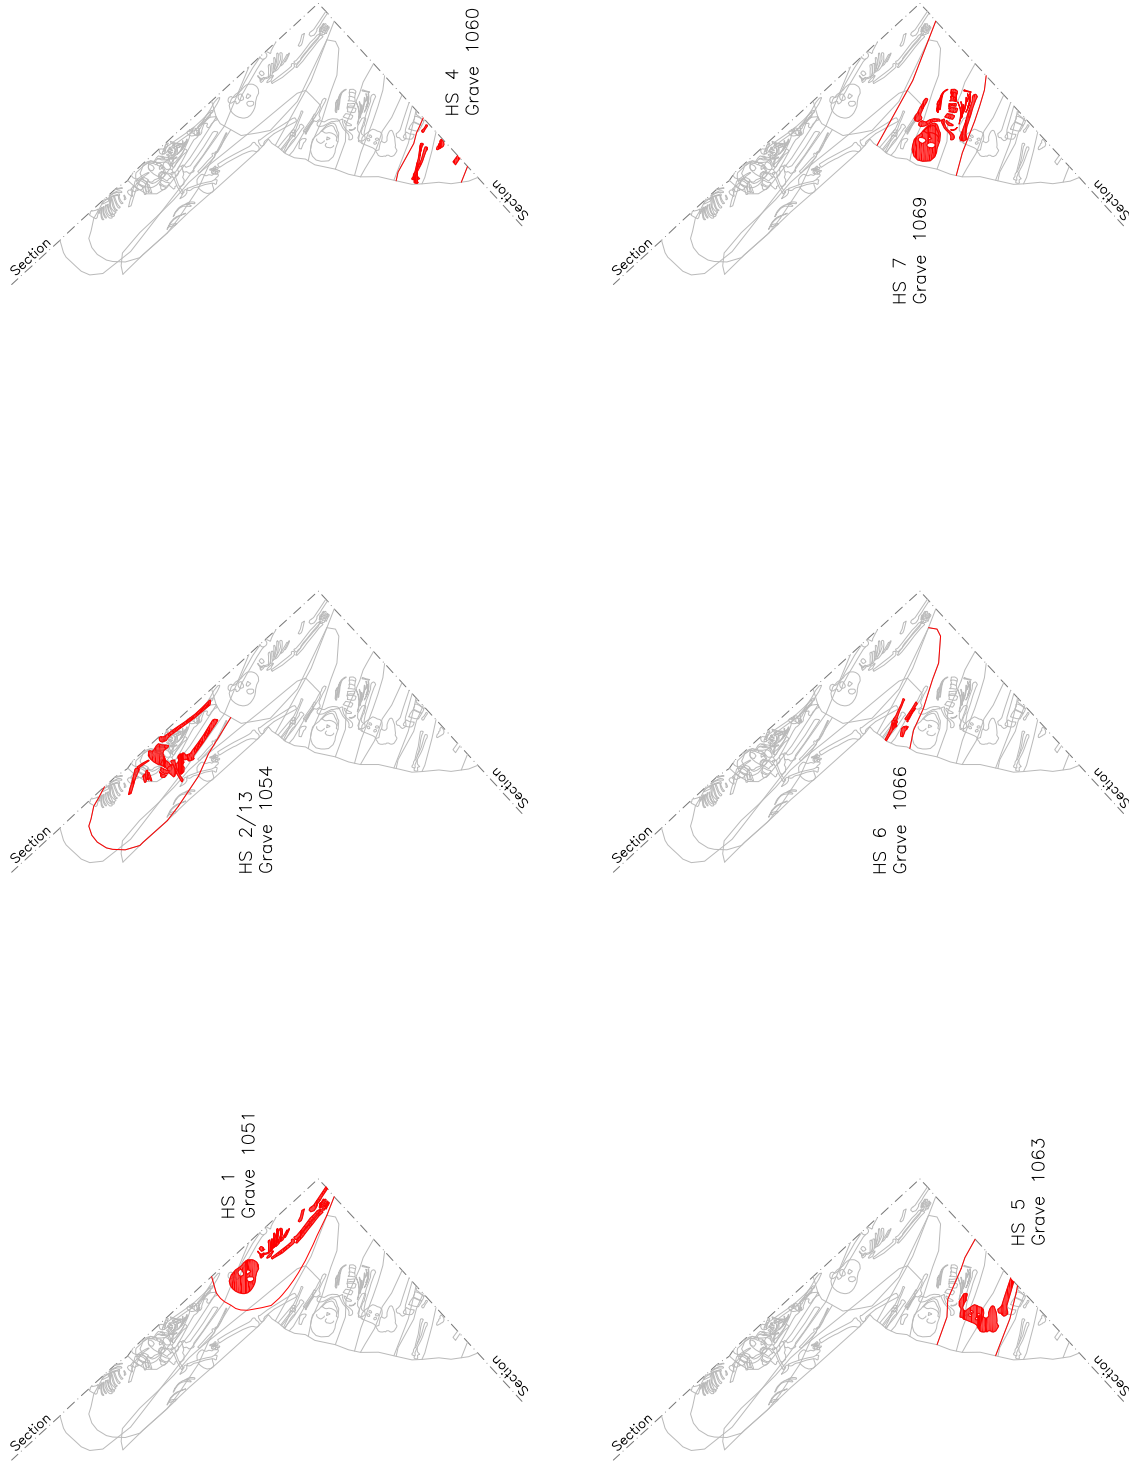 Section
HS 4
Grave 1060
Section
Section
HS 7
Grave 1069
Section
Section
HS 2/13
Grave 1054
Section
Section
HS 6
Grave 1066
Section
Section
HS 1
Grave 1051
Section
Section
HS 5
Grave 1063
Section